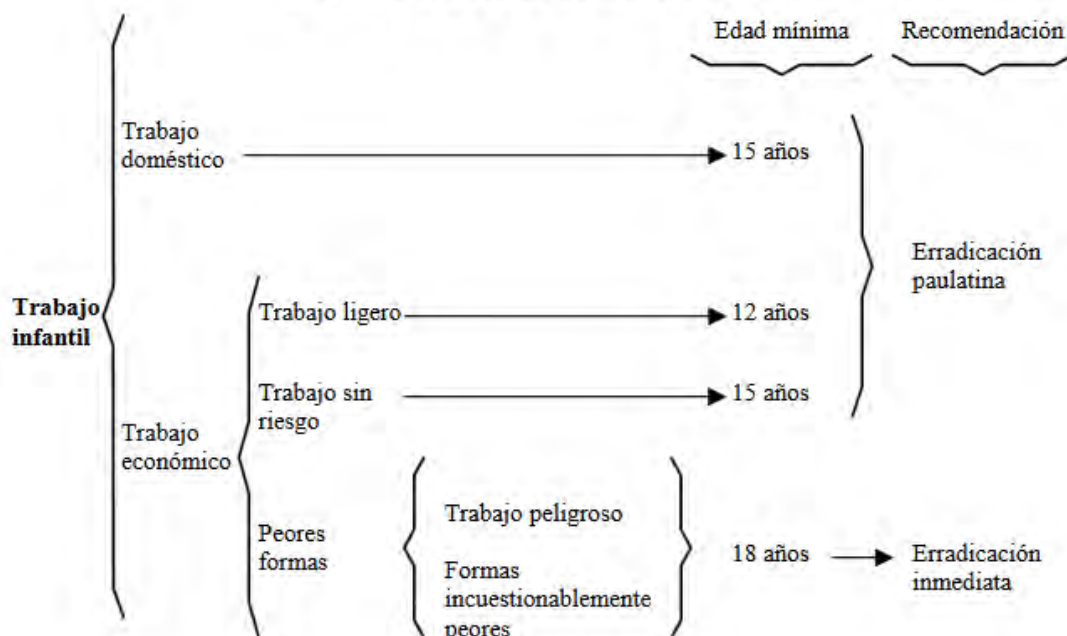 Edad mínima
Recomendación
Trabajo
doméstico
15 años
Erradicación
paulatina
Trabajo
infantil
Trabajo ligero
12 años
Trabajo sin
riesgo
15 años
Trabajo
económico
Peores
formas
Trabajo peligroso
Formas
incuestionablemente
peores
18 años
Erradicación
inmediata